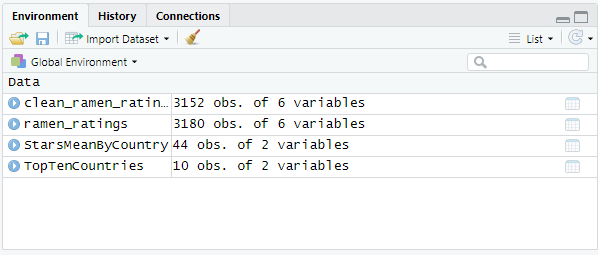 Environment History Connections
Import Dataset List
Global Environment
Data
clean_ramen_ratin… 3152 obs. of 6 variables
ramen_ratings 3180 obs. of 6 variables
StarsMeanByCountry 44 obs. of 2 variables
TopTenCountries 10 obs. of 2 variables